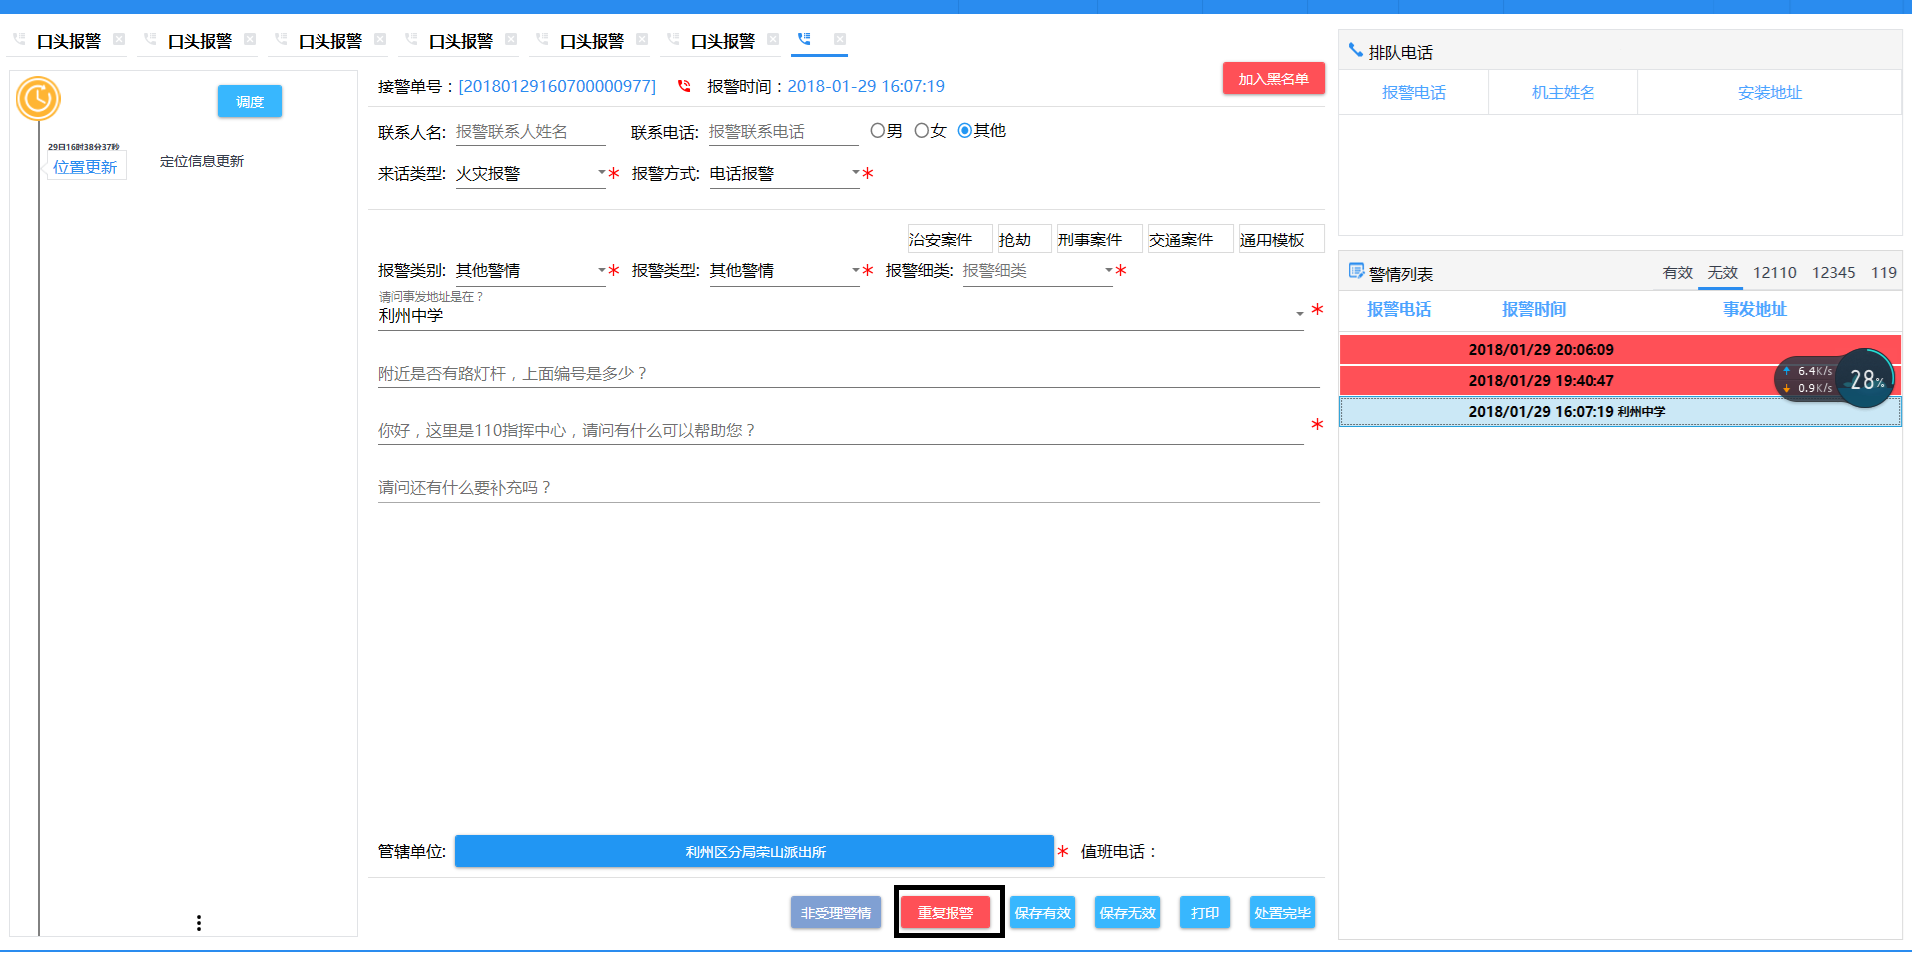 口头报警 口头报警 口头报警 口头报警 口头报警 口头报警
调度
29日16时38分37秒
位置更新 定位信息更新
接警单号：[20180129160700000977] 报警时间：2018-01-29 16:07:19 加入黑名单
联系人名: 报警联系人姓名 联系电话: 报警联系电话 男 女 其他
来话类型: 火灾报警 * 报警方式: 电话报警 *
治安案件 抢劫 刑事案件 交通案件 通用模板
报警类别: 其他警情 * 报警类型: 其他警情 * 报警细类: 报警细类 *
请问事发地址是在？
利州中学 *
附近是否有路灯杆，上面编号是多少？
你好，这里是110指挥中心，请问有什么可以帮助您？ *
请问还有什么要补充吗？
管辖单位: 利州区分局荣山派出所 * 值班电话：
非受理警情 重复报警 保存有效 保存无效 打印 处置完毕
排队电话
报警电话 机主姓名 安装地址
警情列表 有效 无效 12110 12345 119
报警电话 报警时间 事发地址
2018/01/29 20:06:09
2018/01/29 19:40:47
2018/01/29 16:07:19 利州中学
6.4K/s
0.9K/s
28%